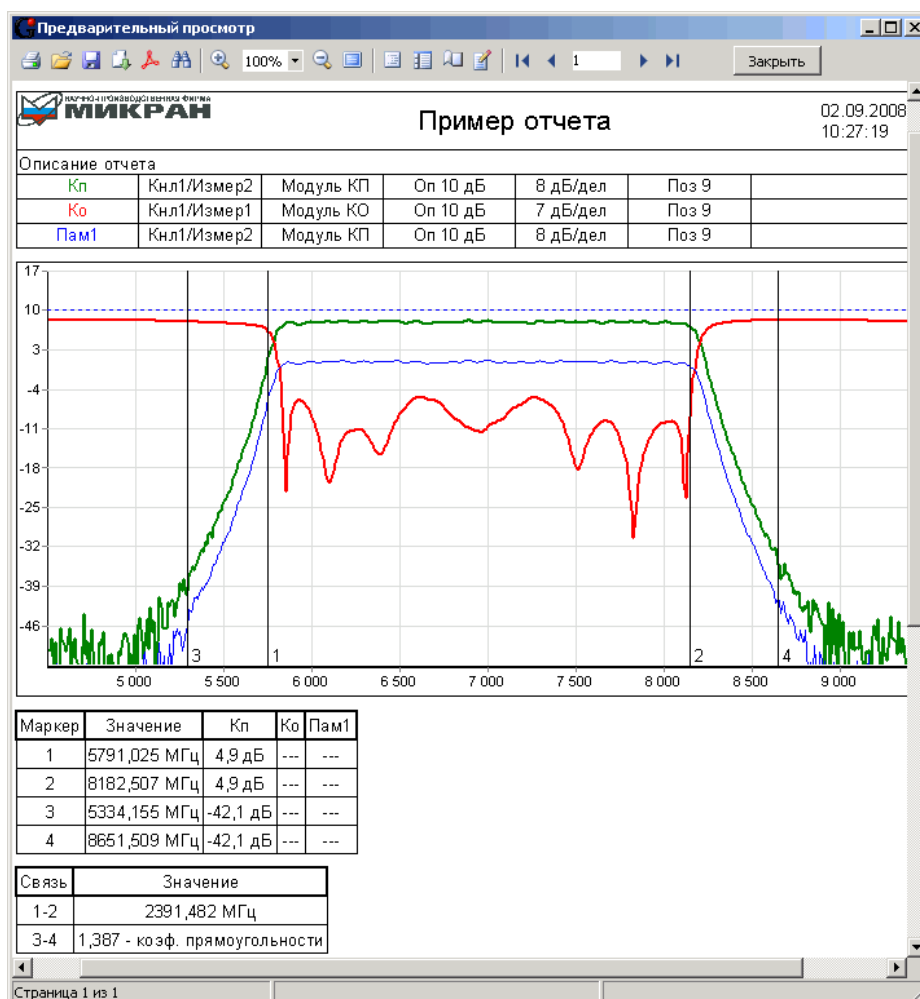 Предварительный просмотр
100%
1
Закрыть
НАУЧНО-ПРОИЗВОДСТВЕННАЯ ФИРМА
МИКРАН
Пример отчета
02.09.2008
10:27:19
Описание отчета
Кп Кнл1/Измер2 Модуль КП Оп 10 дБ 8 дБ/дел Поз 9
Ко Кнл1/Измер1 Модуль КО Оп 10 дБ 7 дБ/дел Поз 9
Пам1 Кнл1/Измер2 Модуль КП Оп 10 дБ 8 дБ/дел Поз 9
17
10
3
-4
-11
-18
-25
-32
-39
-46
3 1 2 4
5 000 5 500 6 000 6 500 7 000 7 500 8 000 8 500 9 000
Маркер Значение Кп Ко Пам1
1 5791,025 МГц 4,9 дБ --- ---
2 8182,507 МГц 4,9 дБ --- ---
3 5334,155 МГц -42,1 дБ --- ---
4 8651,509 МГц -42,1 дБ --- ---
Связь Значение
1-2 2391,482 МГц
3-4 1,387 - коэф. прямоугольности
Страница 1 из 1